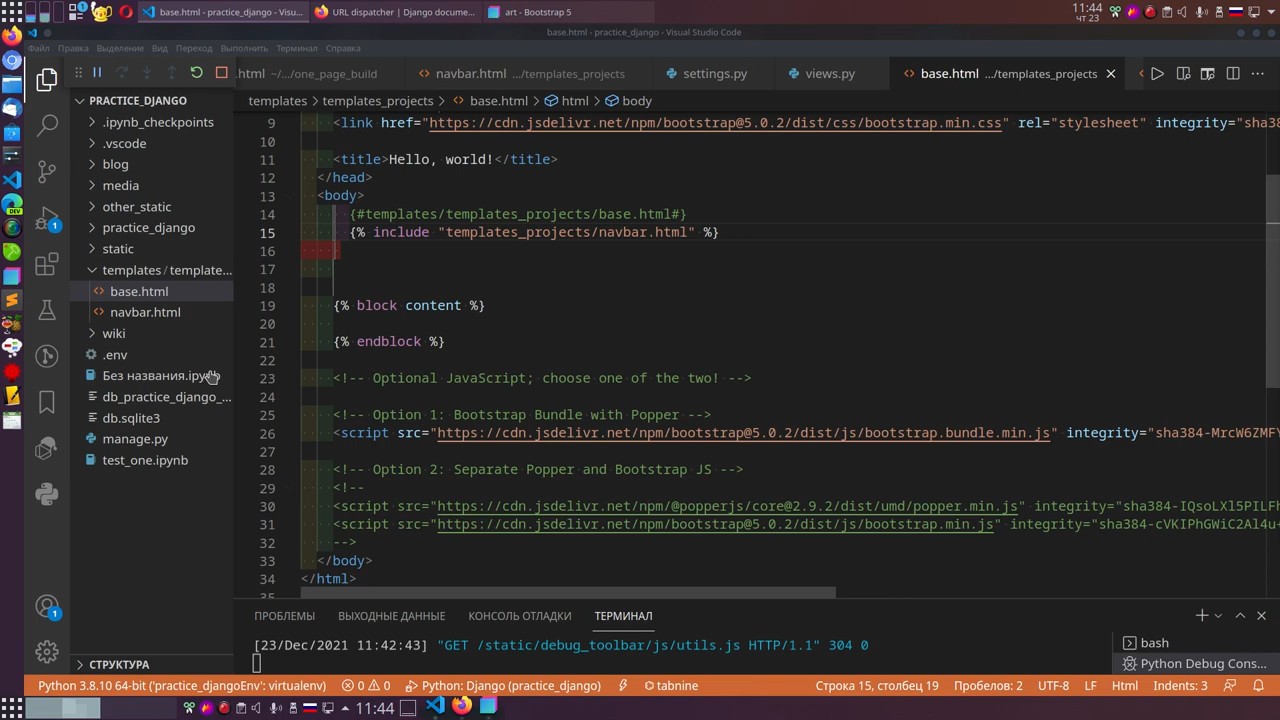 base.html - practice_django - Visu...
URL dispatcher | Django docume...
art - Bootstrap 5
11:44
чт 23
base.html - practice_django - Visual Studio Code
Файл Правка Выделение Вид Переход Выполнить Терминал Справка
.html ~/.../one_page_build
navbar.html .../templates_projects
settings.py
views.py
base.html .../templates_projects
PRACTICE_DJANGO
templates > templates_projects > base.html > html > body
.ipynb_checkpoints
.vscode
blog
media
other_static
practice_django
static
templates / template...
base.html
navbar.html
wiki
.env
Без названия.ipynb
db_practice_django_...
db.sqlite3
manage.py
test_one.ipynb
СТРУКТУРА
DEV
1
1
9 <link href="https://cdn.jsdelivr.net/npm/bootstrap@5.0.2/dist/css/bootstrap.min.css" rel="stylesheet" integrity="sha3
10
11 <title>Hello, world!</title>
12 </head>
13 <body>
14 {#templates/templates_projects/base.html#}
15 {% include "templates_projects/navbar.html" %}
16
17
18
19 {% block content %}
20
21 {% endblock %}
22
23 <!-- Optional JavaScript; choose one of the two! -->
24
25 <!-- Option 1: Bootstrap Bundle with Popper -->
26 <script src="https://cdn.jsdelivr.net/npm/bootstrap@5.0.2/dist/js/bootstrap.bundle.min.js" integrity="sha384-MrcW6ZMFY
27
28 <!-- Option 2: Separate Popper and Bootstrap JS -->
29 <!--
30 <script src="https://cdn.jsdelivr.net/npm/@popperjs/core@2.9.2/dist/umd/popper.min.js" integrity="sha384-IQsoLXl5PILFh
31 <script src="https://cdn.jsdelivr.net/npm/bootstrap@5.0.2/dist/js/bootstrap.min.js" integrity="sha384-cVKIPhGWiC2Al4u+
32 -->
33 </body>
34 </html>
35
ПРОБЛЕМЫ ВЫХОДНЫЕ ДАННЫЕ КОНСОЛЬ ОТЛАДКИ ТЕРМИНАЛ
[23/Dec/2021 11:42:43] "GET /static/debug_toolbar/js/utils.js HTTP/1.1" 304 0
bash
Python Debug Cons...
Python 3.8.10 64-bit ('practice_djangoEnv': virtualenv) 0 0 Python: Django (practice_django) tabnine Строка 15, столбец 19 Пробелов: 2 UTF-8 LF Html Indents: 3
11:44